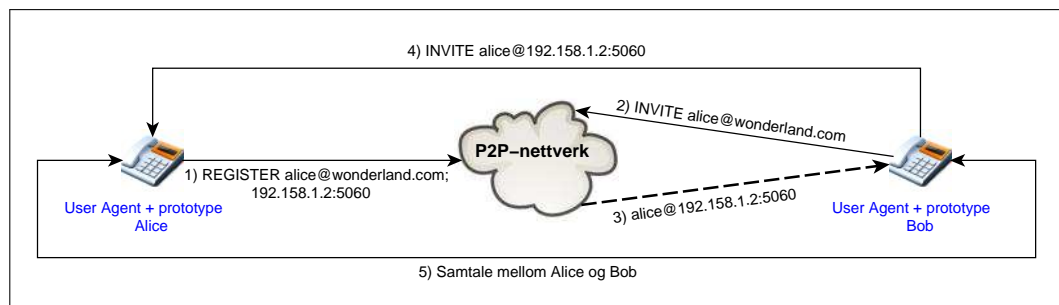 4) INVITE alice@192.158.1.2:5060
2) INVITE alice@wonderland.com
P2P−nettverk
1) REGISTER alice@wonderland.com;
192.158.1.2:5060
3) alice@192.158.1.2:5060
User Agent + prototype
Alice
User Agent + prototype
Bob
5) Samtale mellom Alice og Bob